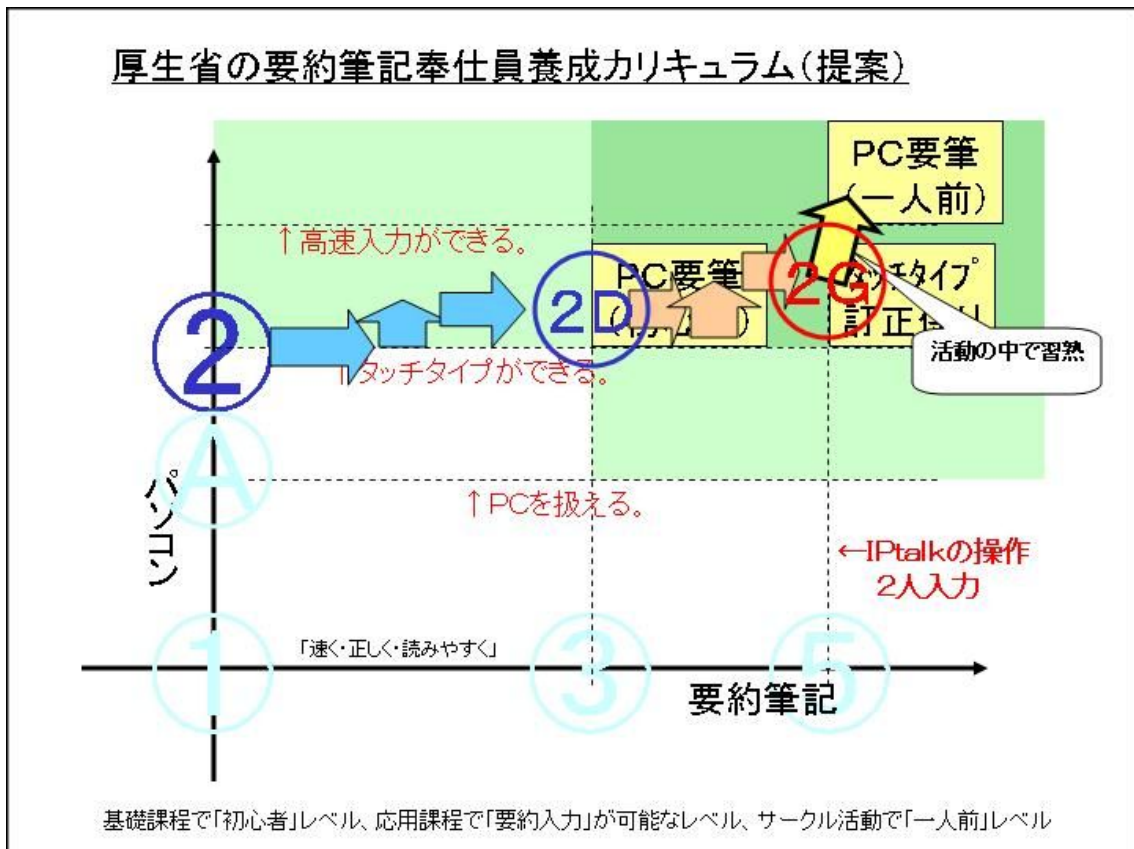 厚生省の要約筆記奉仕員養成カリキュラム(提案)
PC要筆
(一人前)
↑高速入力ができる。
PC要筆
2
2D
2G
タッチタイプ
訂正
活動の中で習熟
↑タッチタイプができる。
A
パソコン
↑PCを扱える。
←IPtalkの操作
2人入力
1
「速く・正しく・読みやすく」
3
5
要約筆記
基礎課程で「初心者」レベル、応用課程で「要約入力」が可能なレベル、サークル活動で「一人前」レベル